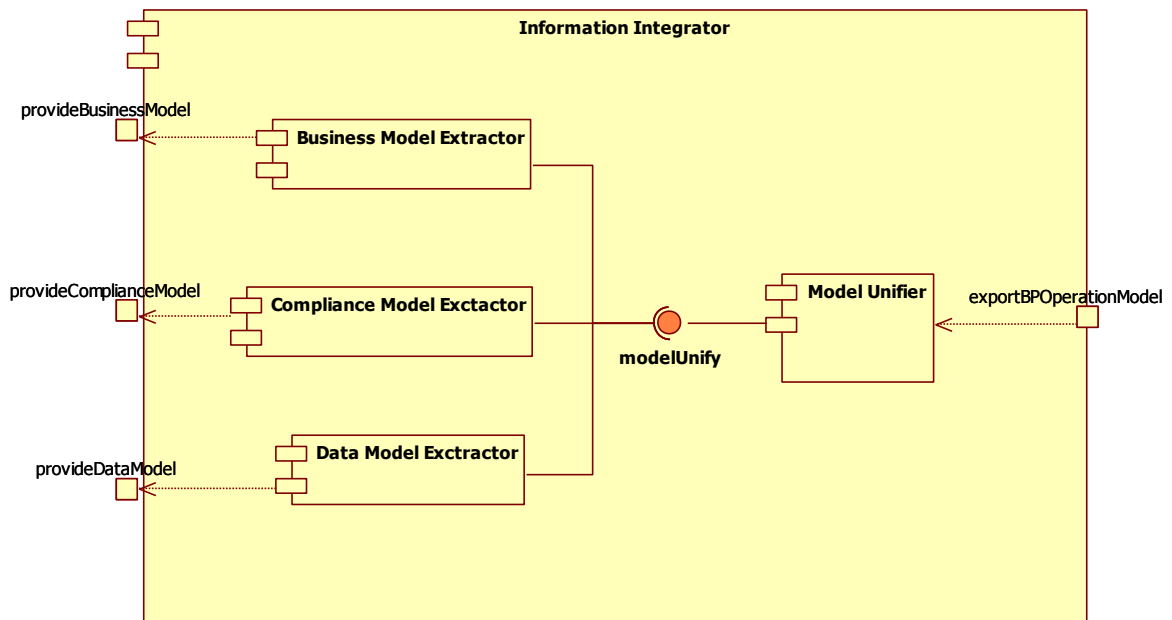 Information Integrator
provideBusinessModel
Business Model Extractor
provideComplianceModel
Compliance Model Exctactor
Model Unifier
exportBPOperationModel
modelUnify
provideDataModel
Data Model Exctractor